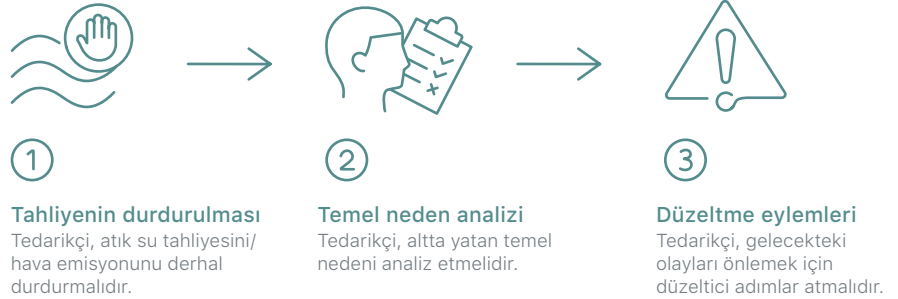 1
Tahliyenin durdurulması
Tedarikçi, atık su tahliyesini/
hava emisyonunu derhal
durdurmalıdır.
2
Temel neden analizi
Tedarikçi, altta yatan temel
nedeni analiz etmelidir.
3
Düzeltme eylemleri
Tedarikçi, gelecekteki
olayları önlemek için
düzeltici adımlar atmalıdır.